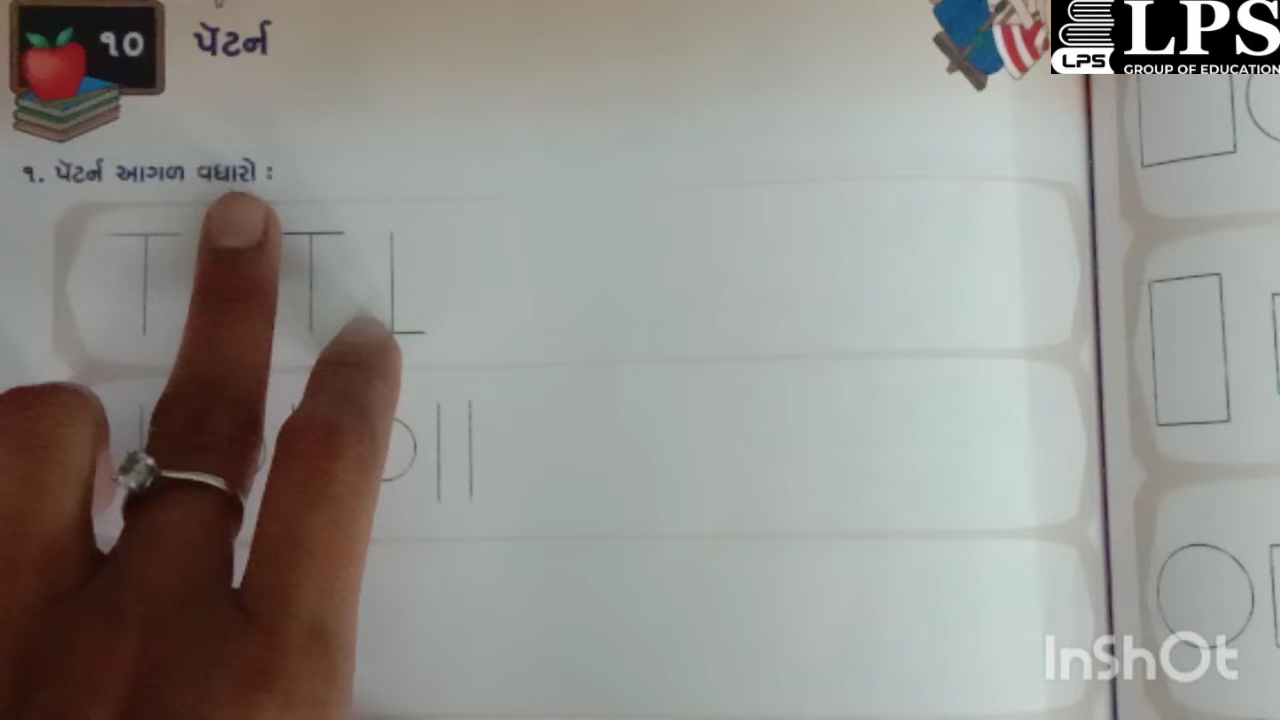 ૧૦ પૅટર્ન
LPS
LPS
GROUP OF EDUCATION
૧. પૅટર્ન આગળ વધારો :
T T L
InShOt